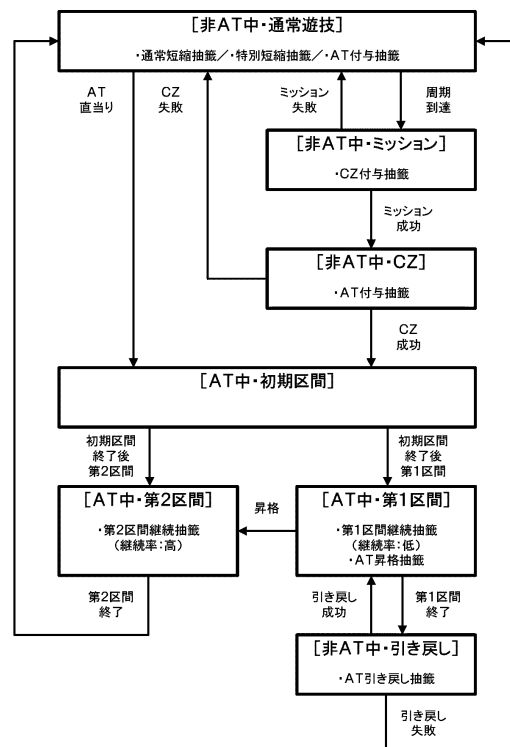 ［非AT中・通常遊技］
・通常短縮抽籤／・特別短縮抽籤／・AT付与抽籤
AT
直当り
CZ
失敗
ミッション
失敗
周期
到達
［非AT中・ミッション］
・CZ付与抽籤
ミッション
成功
［非AT中・CZ］
・AT付与抽籤
CZ
成功
［AT中・初期区間］
初期区間
終了後
第2区間
初期区間
終了後
第1区間
［AT中・第2区間］
・第2区間継続抽籤
（継続率：高）
昇格
［AT中・第1区間］
・第1区間継続抽籤
（継続率：低）
・AT昇格抽籤
第2区間
終了
引き戻し
成功
第1区間
終了
［非AT中・引き戻し］
・AT引き戻し抽籤
引き戻し
失敗